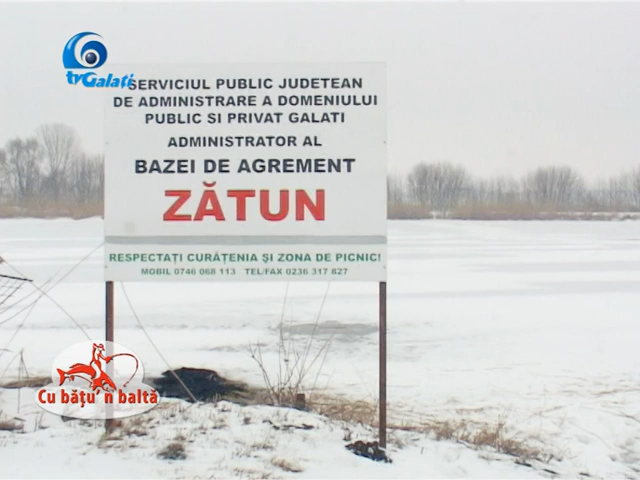 tvGalați
SERVICIUL PUBLIC JUDETEAN
DE ADMINISTRARE A DOMENIULUI
PUBLIC SI PRIVAT GALATI
ADMINISTRATOR AL
BAZEI DE AGREMENT
ZĂTUN
RESPECTAȚI CURĂȚENIA ȘI ZONA DE PICNIC!
MOBIL 0746 068 113 TEL/FAX 0236 317 827
Cu bățu' n baltă